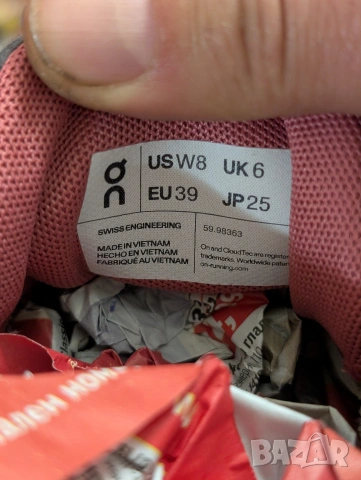 on
US W8 UK 6
EU 39 JP 25
SWISS ENGINEERING
59.98363
MADE IN VIETNAM
HECHO EN VIETNAM
FABRIQUÉ AU VIETNAM
On and CloudTec are registered
trademarks. Worldwide patents
on-running.com
BAZAR